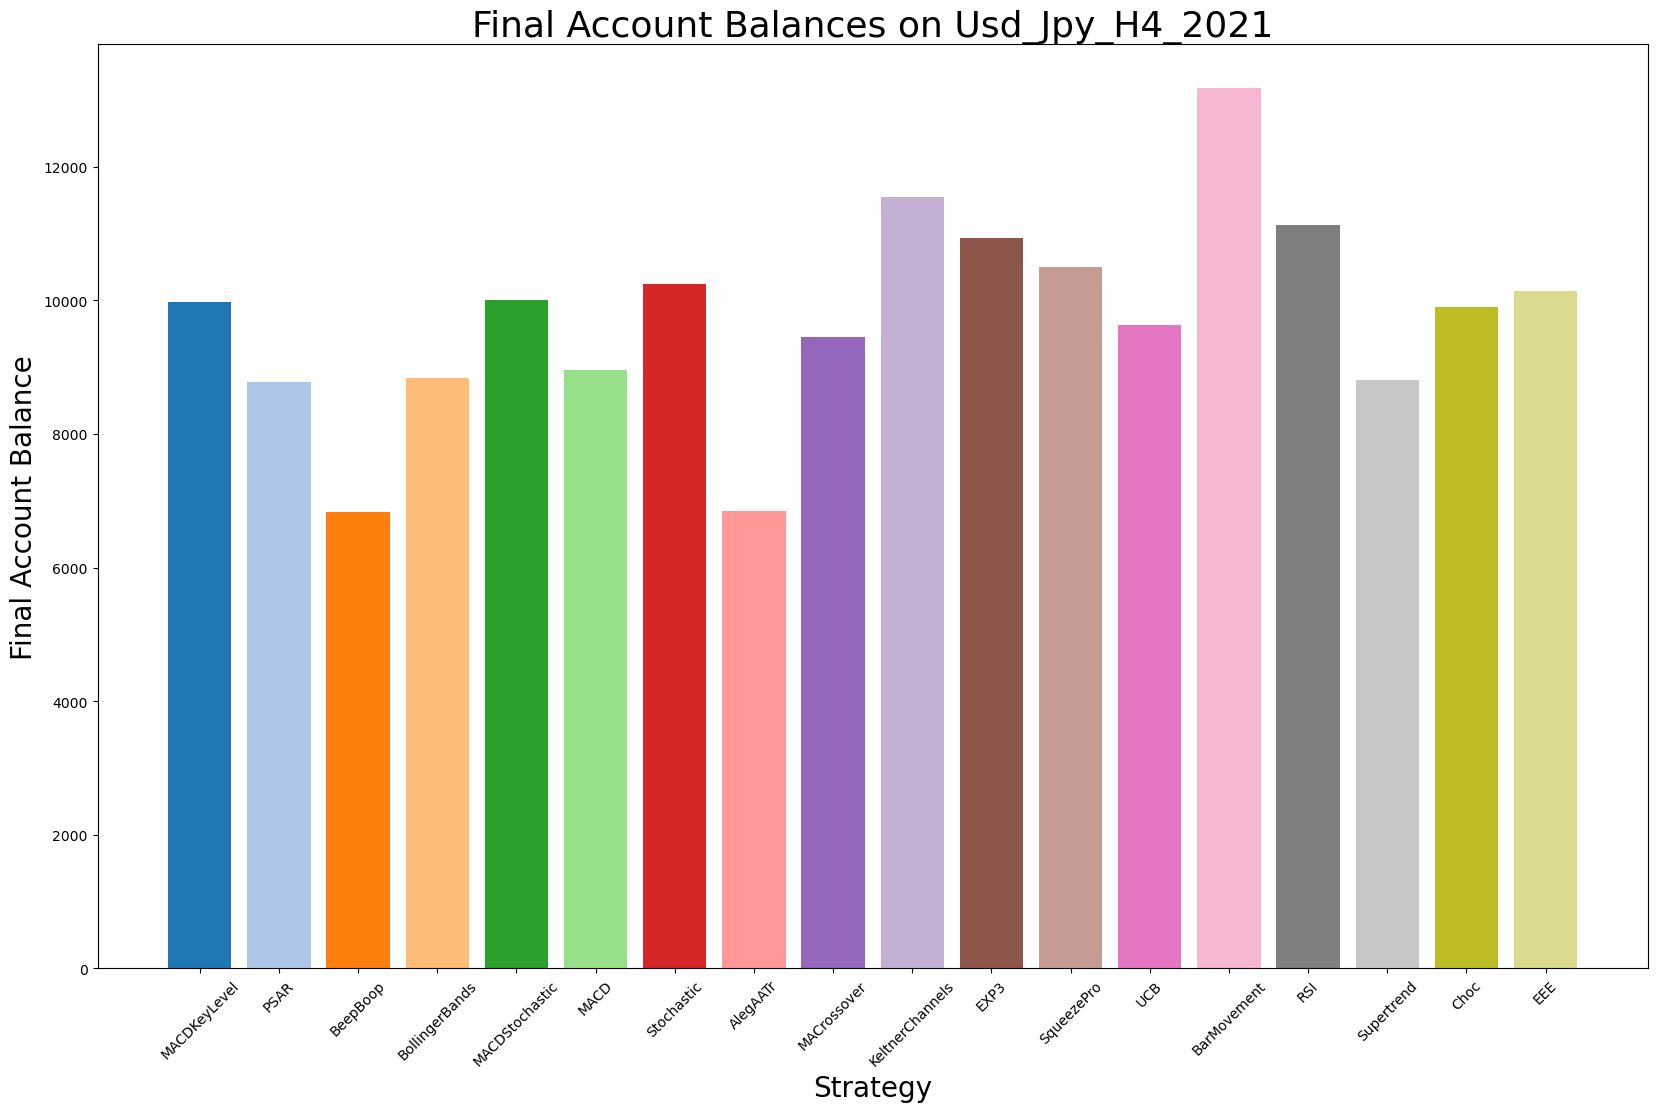 Final Account Balances on Usd_Jpy_H4_2021
Final Account Balance
12000
10000
8000
6000
4000
2000
0
MACDKeyLevel
PSAR
BeepBoop
BollingerBands
MACDStochastic
MACD
Stochastic
AlegAATr
MACrossover
KeltnerChannels
EXP3
SqueezePro
UCB
BarMovement
RSI
Supertrend
Choc
EEE
Strategy